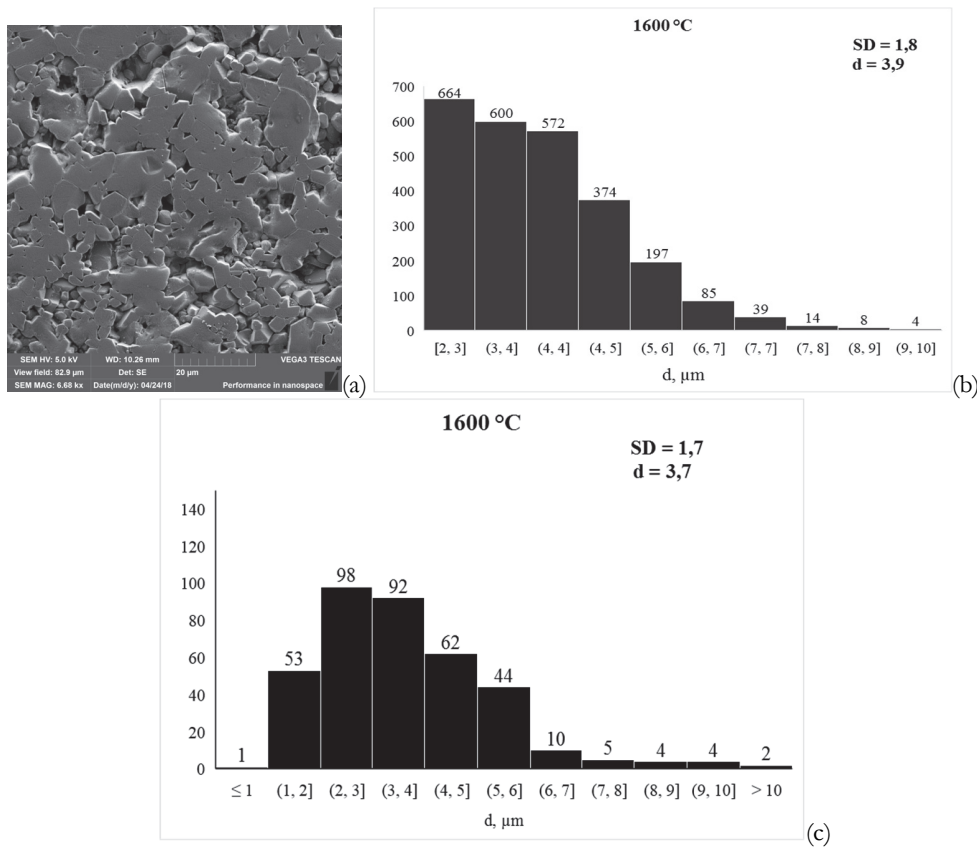 SEM HV: 5.0 kV WD: 10.26 mm VEGA3 TESCAN
View field: 82.9 µm Det: SE 20 µm
SEM MAG: 6.68 kx Date(m/d/y): 04/24/18 Performance in nanospace
(a)
1600 °C
SD = 1,8
d = 3,9
700
600
500
400
300
200
100
0
664 600 572 374 197 85 39 14 8 4
[2, 3] (3, 4] (4, 4] (4, 5] (5, 6] (6, 7] (7, 7] (7, 8] (8, 9] (9, 10]
d, µm
(b)
1600 °C
SD = 1,7
d = 3,7
140
120
100
80
60
40
20
0
1 53 98 92 62 44 10 5 4 4 2
≤ 1 (1, 2] (2, 3] (3, 4] (4, 5] (5, 6] (6, 7] (7, 8] (8, 9] (9, 10] > 10
d, µm
(c)